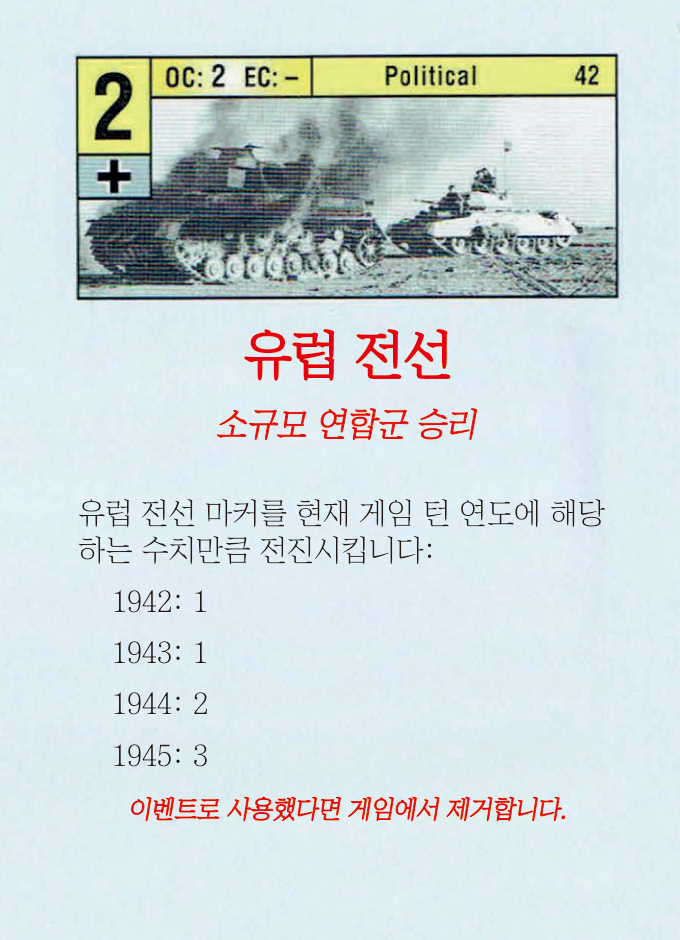 2
OC: 2 EC: –
Political
42
+
유럽 전선
소규모 연합군 승리
유럽 전선 마커를 현재 게임 턴 연도에 해당
하는 수치만큼 전진시킵니다:
1942: 1
1943: 1
1944: 2
1945: 3
이벤트로 사용했다면 게임에서 제거합니다.